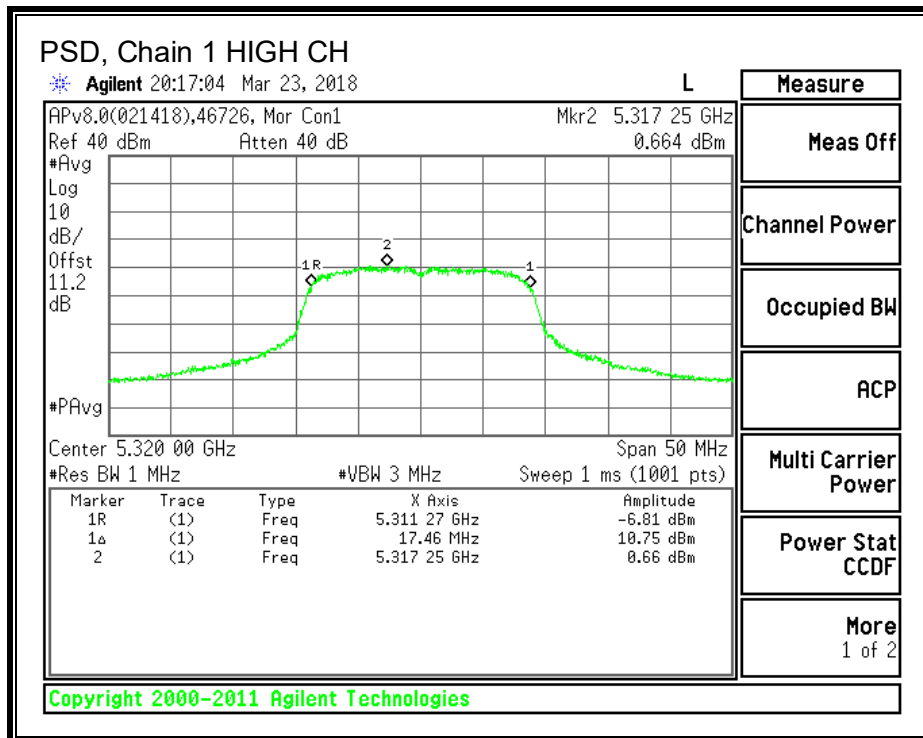 PSD, Chain 1 HIGH CH
Agilent 20:17:04 Mar 23, 2018 L
APv8.0(021418),46726, Mor Con1 Mkr2 5.317 25 GHz
Ref 40 dBm Atten 40 dB 0.664 dBm
#Avg
Log
10
dB/
Offst
11.2
dB
#PAvg
1R
2
1
Center 5.320 00 GHz Span 50 MHz
#Res BW 1 MHz #VBW 3 MHz Sweep 1 ms (1001 pts)
Marker Trace Type X Axis Amplitude
1R (1) Freq 5.311 27 GHz -6.81 dBm
1Δ (1) Freq 17.46 MHz 10.75 dBm
2 (1) Freq 5.317 25 GHz 0.66 dBm
Measure
Meas Off
Channel Power
Occupied BW
ACP
Multi Carrier
Power
Power Stat
CCDF
More
1 of 2
Copyright 2000-2011 Agilent Technologies